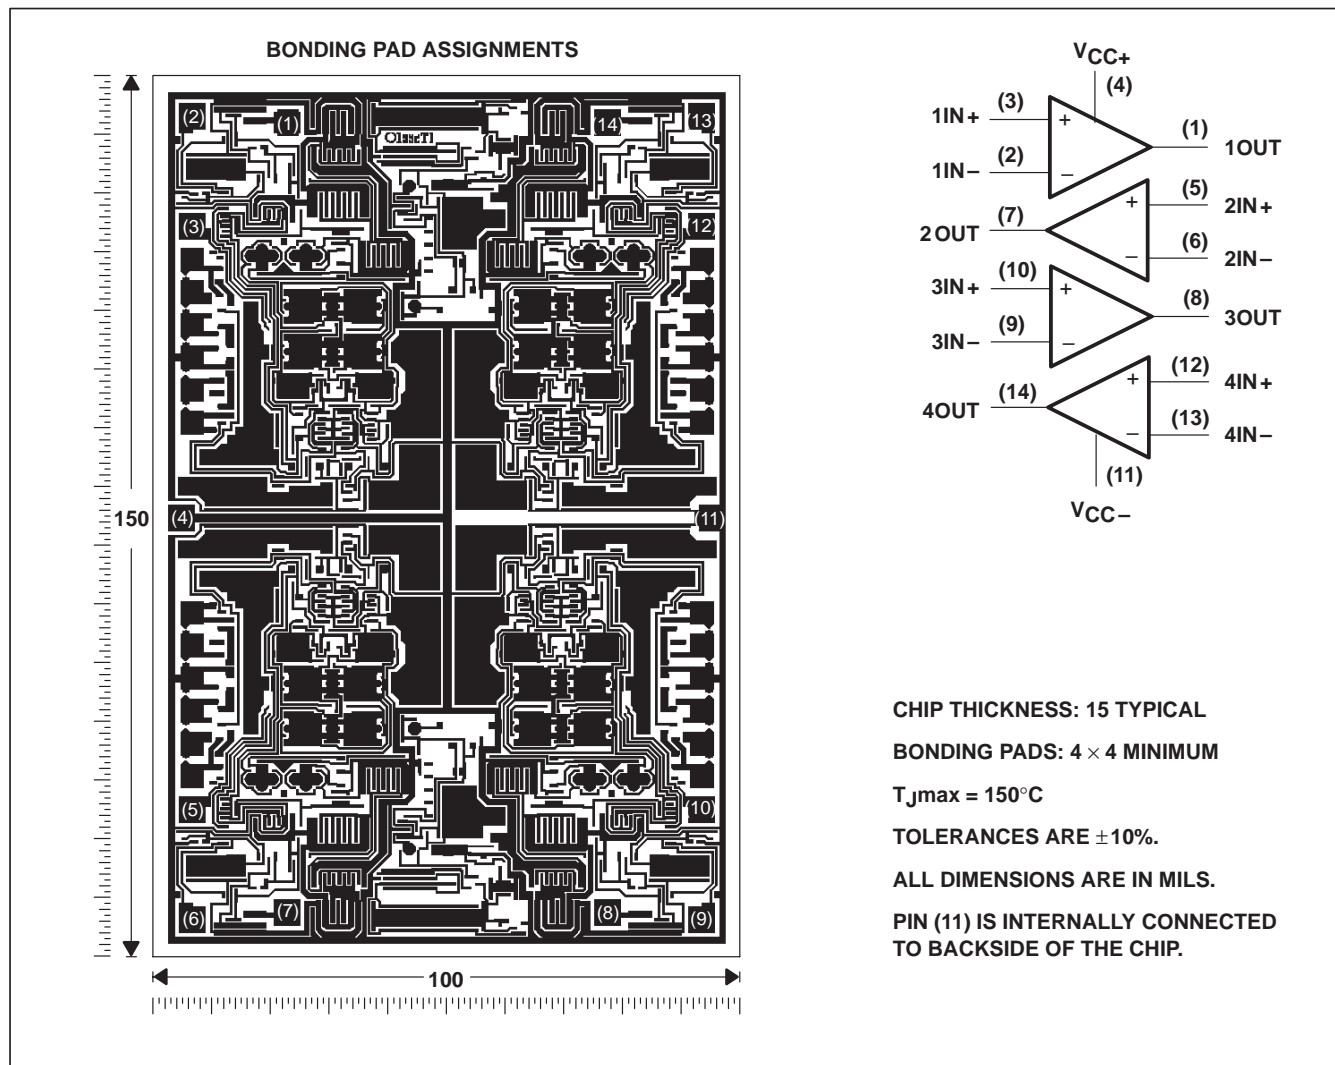 BONDING PAD ASSIGNMENTS
(2)
(1)
(14)
(13)
(3)
(12)
(4)
(11)
(5)
(10)
(6)
(7)
(8)
(9)
150
100
VCC+
(4)
1IN+
(3)
1IN−
(2)
(1)
1OUT
(5)
2IN+
(6)
2IN−
(7)
2OUT
3IN+
(10)
3IN−
(9)
(8)
3OUT
(12)
4IN+
(13)
4IN−
(14)
4OUT
(11)
VCC−
+
−
+
−
+
−
+
−
CHIP THICKNESS: 15 TYPICAL
BONDING PADS: 4 × 4 MINIMUM
TJmax = 150°C
TOLERANCES ARE ±10%.
ALL DIMENSIONS ARE IN MILS.
PIN (11) IS INTERNALLY CONNECTED
TO BACKSIDE OF THE CHIP.